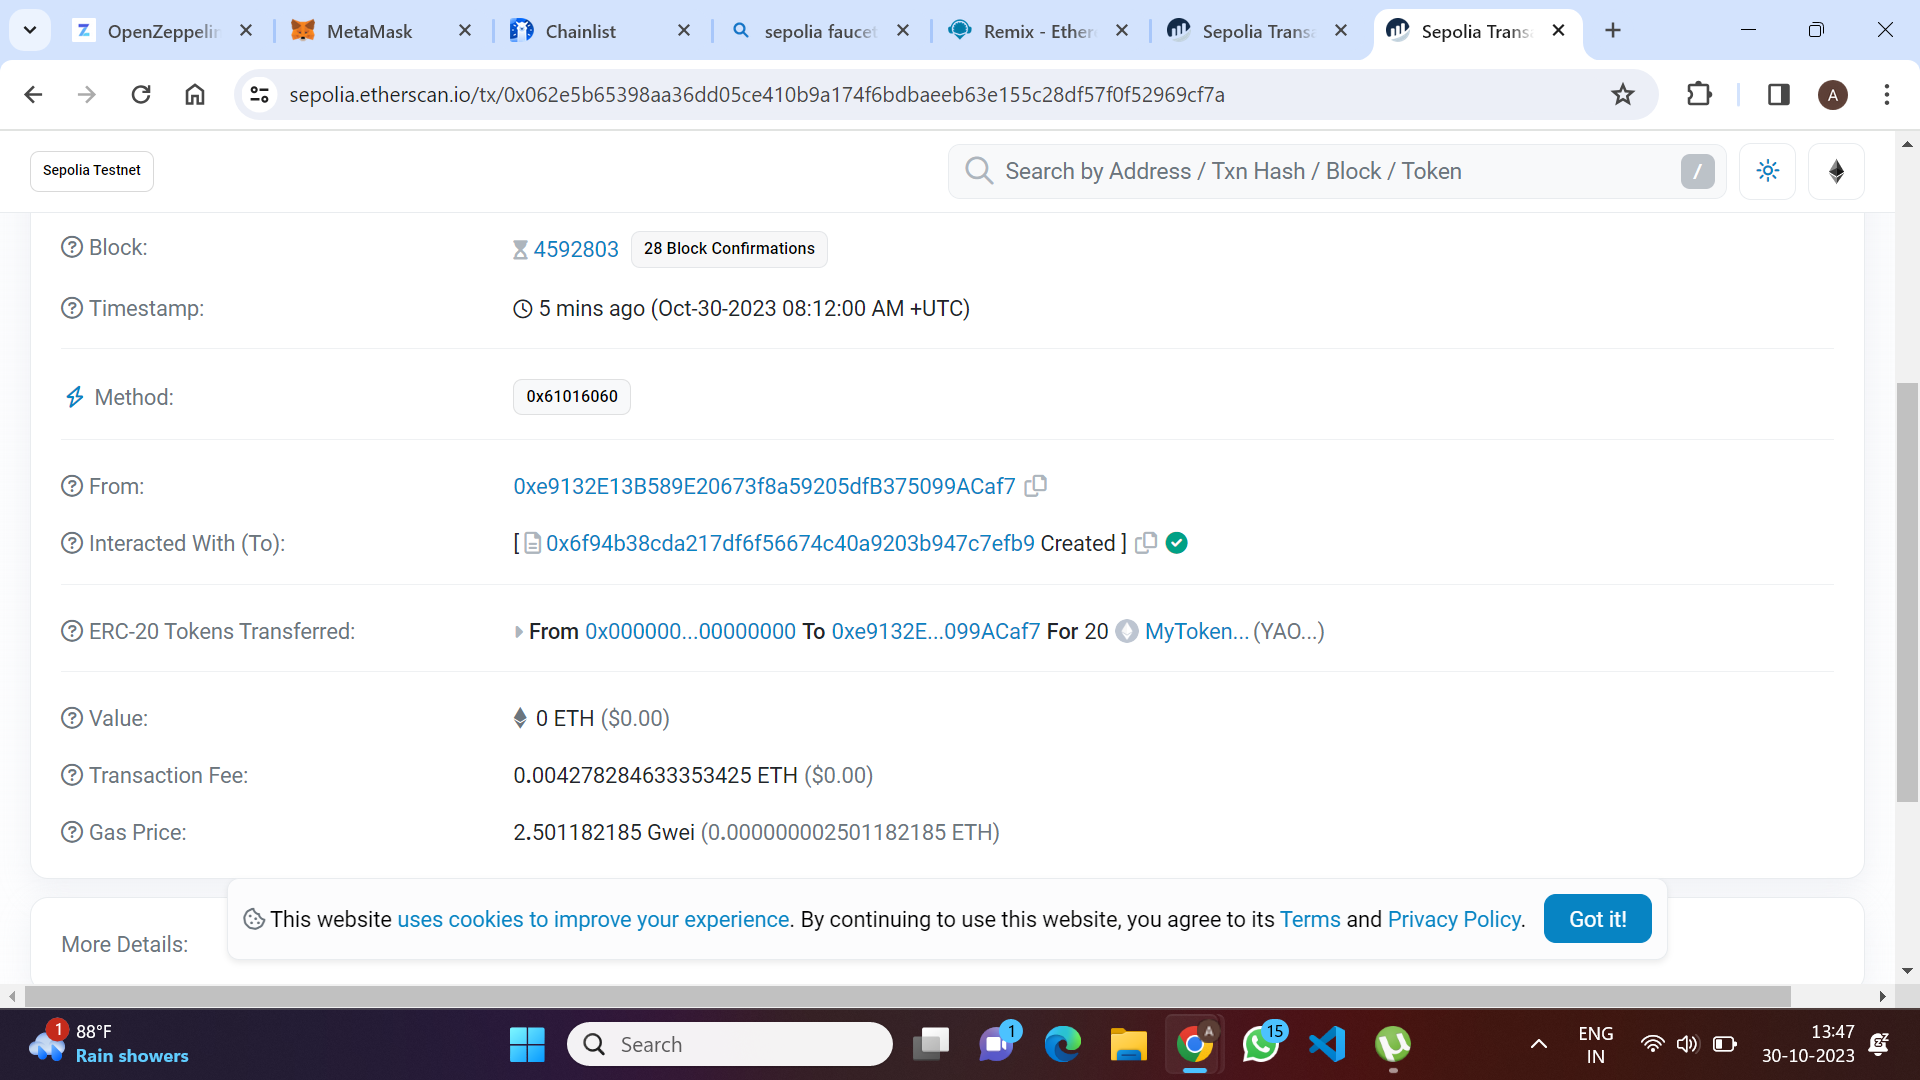 OpenZeppelin
MetaMask
Chainlist
sepolia faucet
Remix - Ether
Sepolia Trans
Sepolia Trans
sepolia.etherscan.io/tx/0x062e5b65398aa36dd05ce410b9a174f6bdbaeeb63e155c28df57f0f52969cf7a
A
Sepolia Testnet
Search by Address / Txn Hash / Block / Token
/
Block:
4592803
28 Block Confirmations
Timestamp:
5 mins ago (Oct-30-2023 08:12:00 AM +UTC)
Method:
0x61016060
From:
0xe9132E13B589E20673f8a59205dfB375099ACaf7
Interacted With (To):
[ 0x6f94b38cda217df6f56674c40a9203b947c7efb9 Created ]
ERC-20 Tokens Transferred:
From 0x000000...00000000 To 0xe9132E...099ACaf7 For 20 MyToken... (YAO...)
Value:
0 ETH ($0.00)
Transaction Fee:
0.004278284633353425 ETH ($0.00)
Gas Price:
2.501182185 Gwei (0.000000002501182185 ETH)
This website uses cookies to improve your experience. By continuing to use this website, you agree to its Terms and Privacy Policy.
Got it!
More Details:
1
88°F
Rain showers
Search
1
A
15
ENG
IN
13:47
30-10-2023